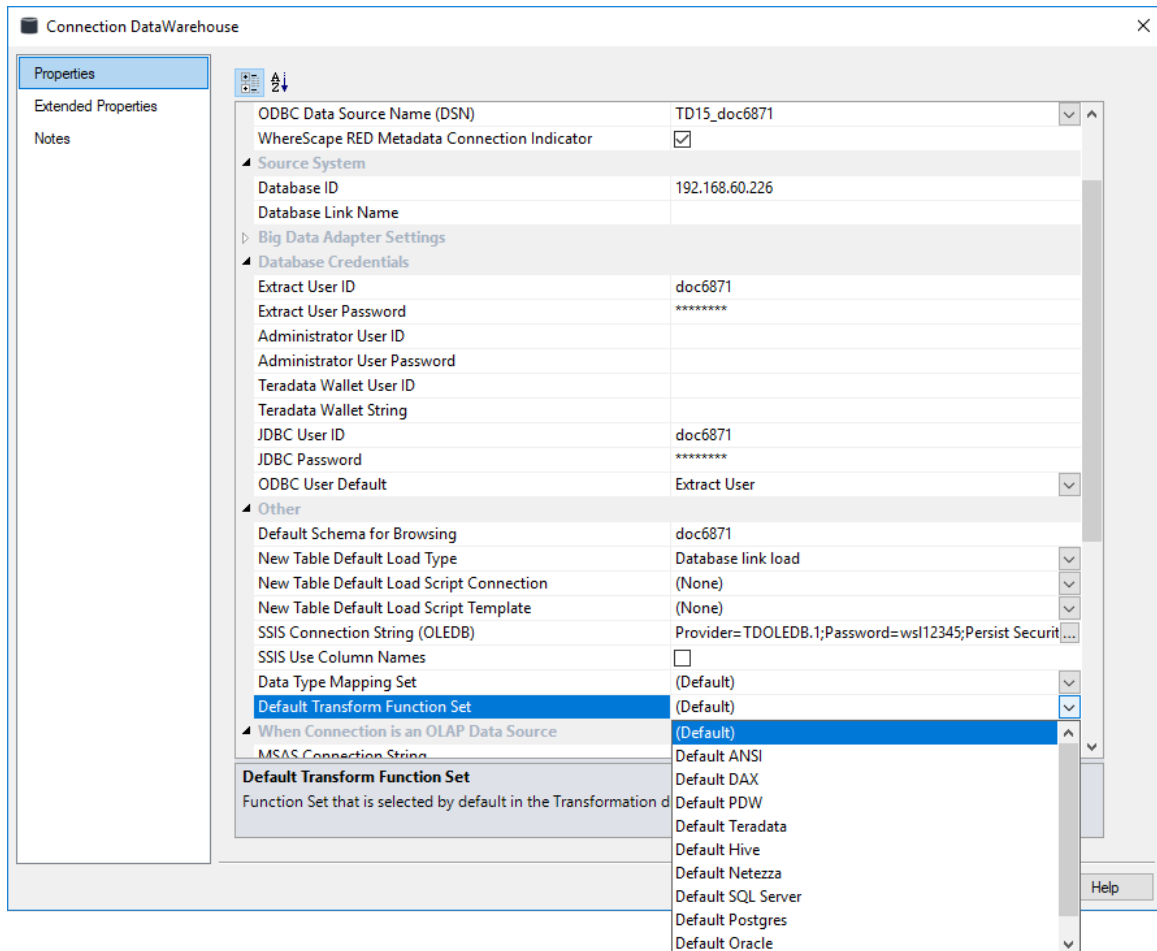 Connection DataWarehouse
Properties
Extended Properties
Notes
ODBC Data Source Name (DSN) TD15_doc6871
WhereScape RED Metadata Connection Indicator
Source System
Database ID 192.168.60.226
Database Link Name
Big Data Adapter Settings
Database Credentials
Extract User ID doc6871
Extract User Password ********
Administrator User ID
Administrator User Password
Teradata Wallet User ID
Teradata Wallet String
JDBC User ID doc6871
JDBC Password ********
ODBC User Default Extract User
Other
Default Schema for Browsing doc6871
New Table Default Load Type Database link load
New Table Default Load Script Connection (None)
New Table Default Load Script Template (None)
SSIS Connection String (OLEDB) Provider=TDOLEDB.1;Password=wsl12345;Persist Securit ...
SSIS Use Column Names
Data Type Mapping Set (Default)
Default Transform Function Set (Default)
When Connection is an OLAP Data Source
MSAS Connection String
Default Transform Function Set
Function Set that is selected by default in the Transformation d
(Default)
Default ANSI
Default DAX
Default PDW
Default Teradata
Default Hive
Default Netezza
Default SQL Server
Default Postgres
Default Oracle
Help